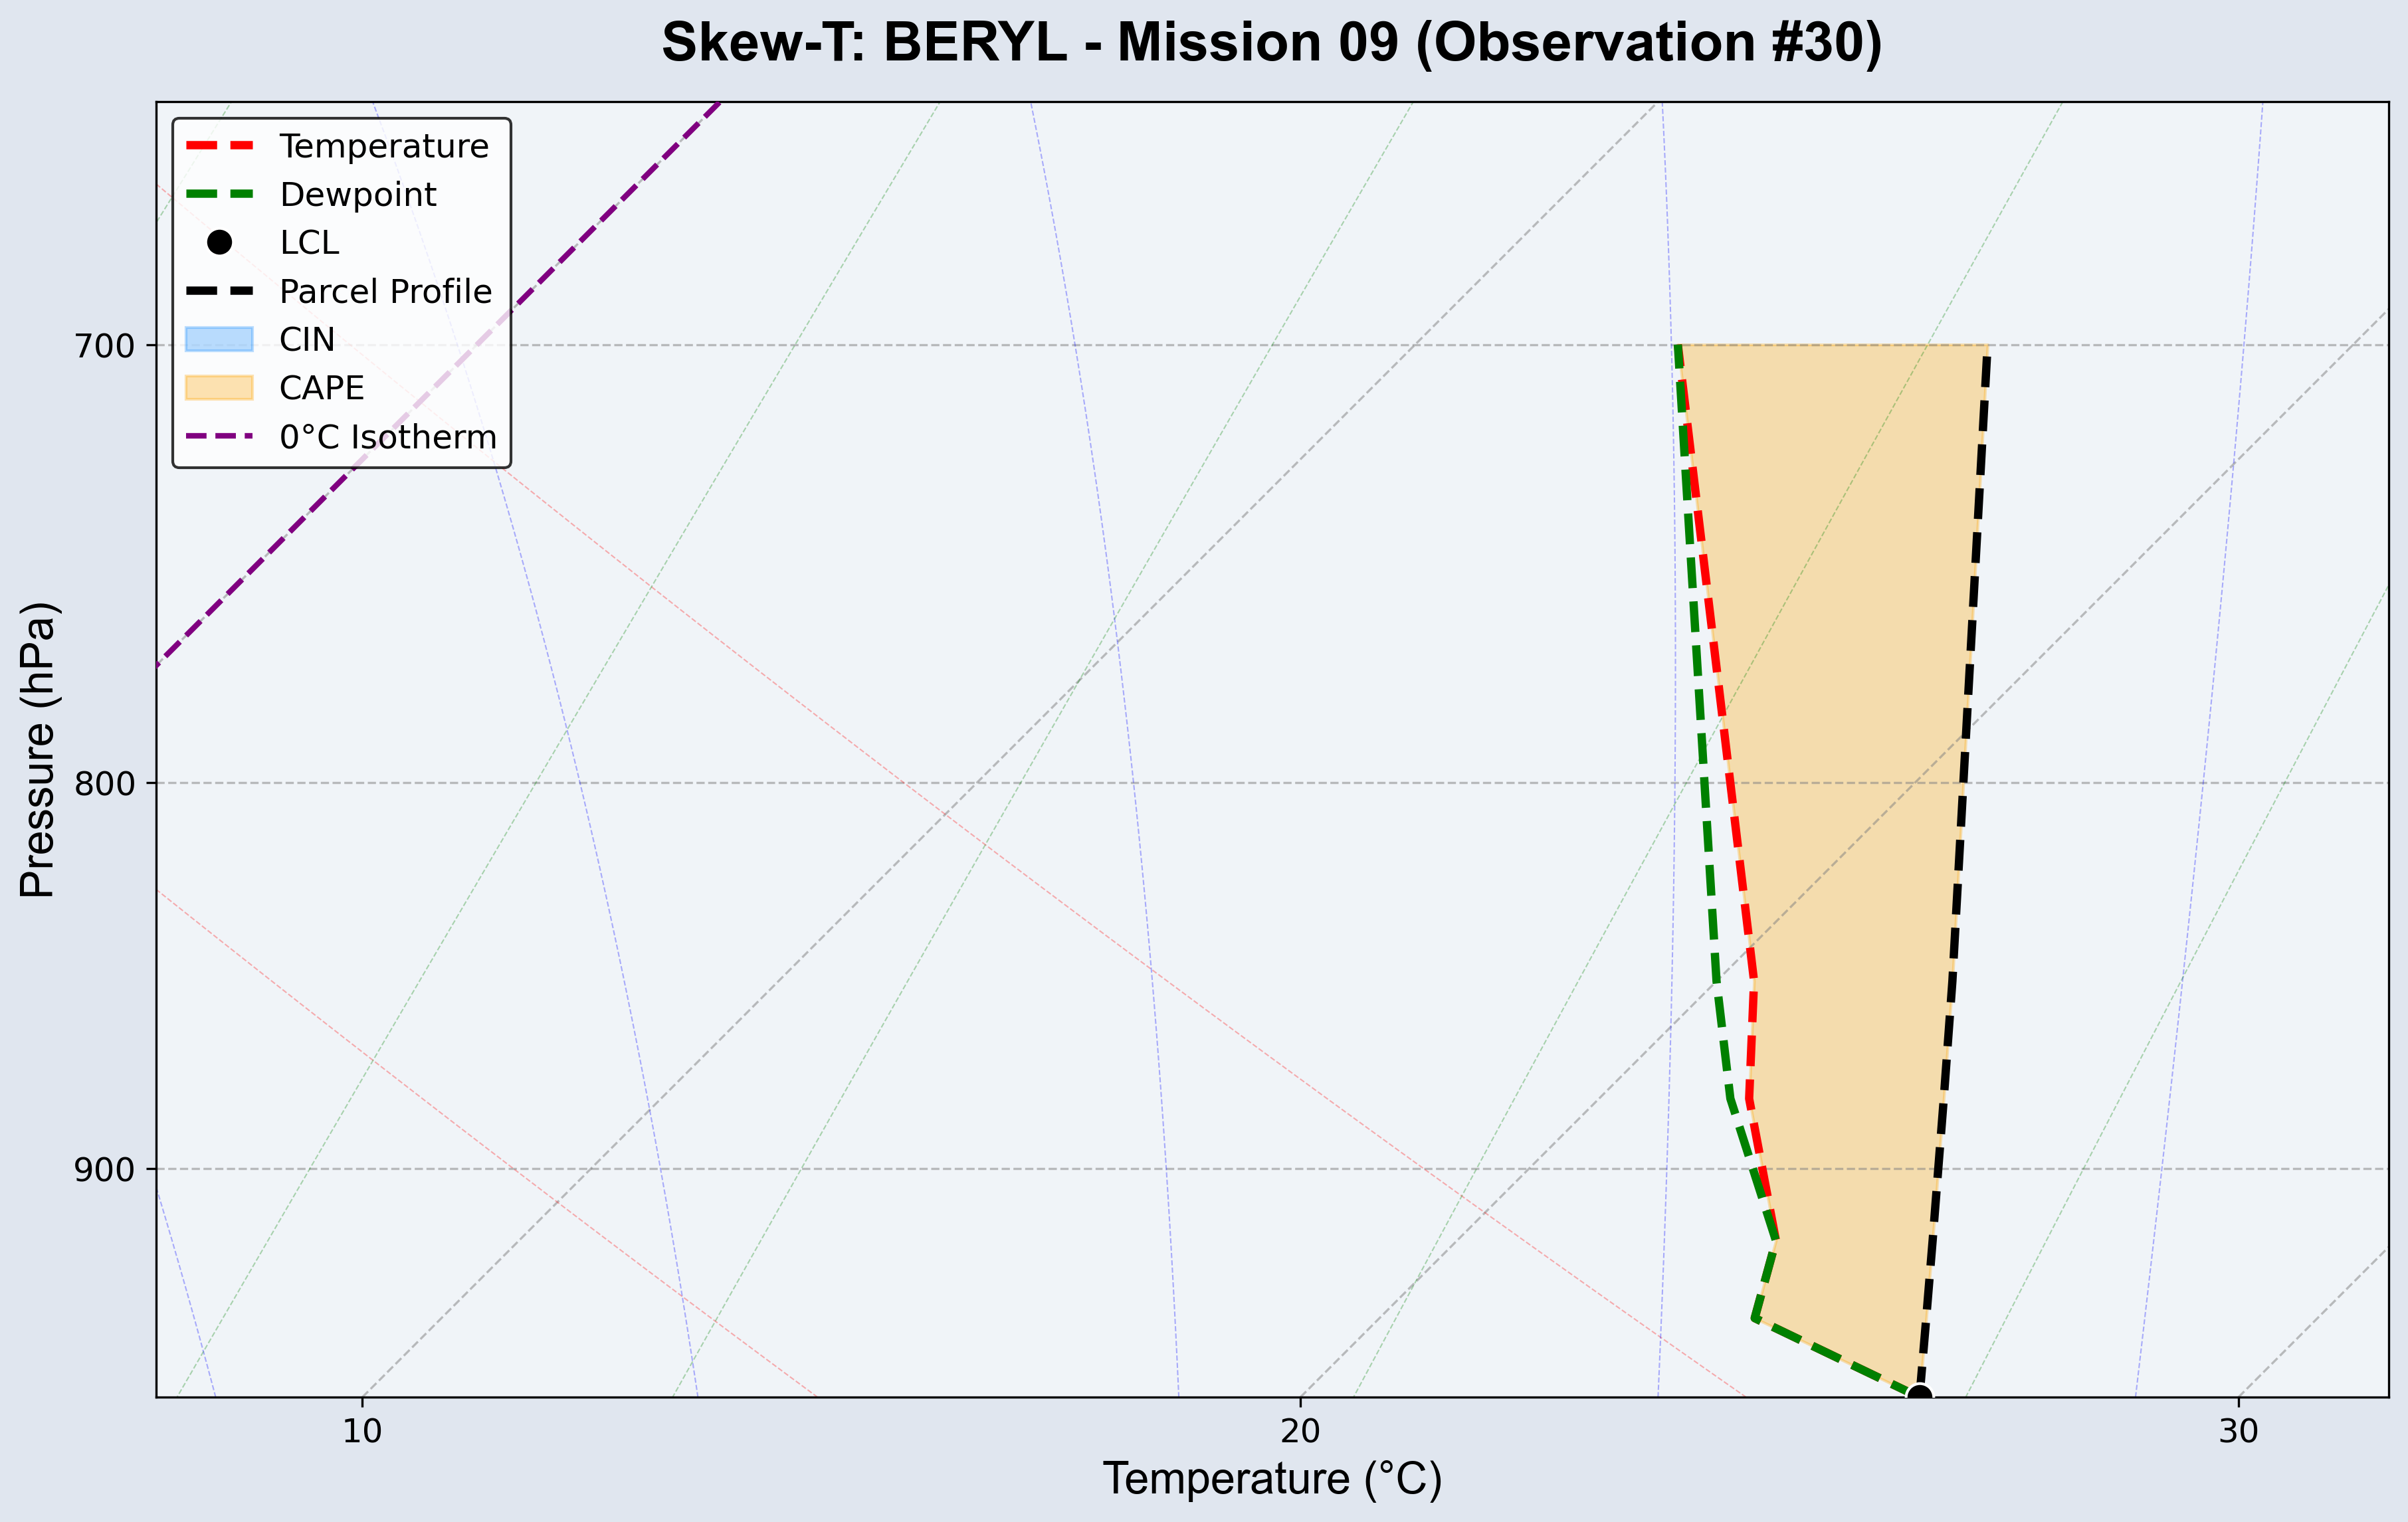 Skew-T: BERYL - Mission 09 (Observation #30)
Temperature
Dewpoint
LCL
Parcel Profile
CIN
CAPE
0°C Isotherm
Pressure (hPa)
700
800
900
10
20
30
Temperature (°C)